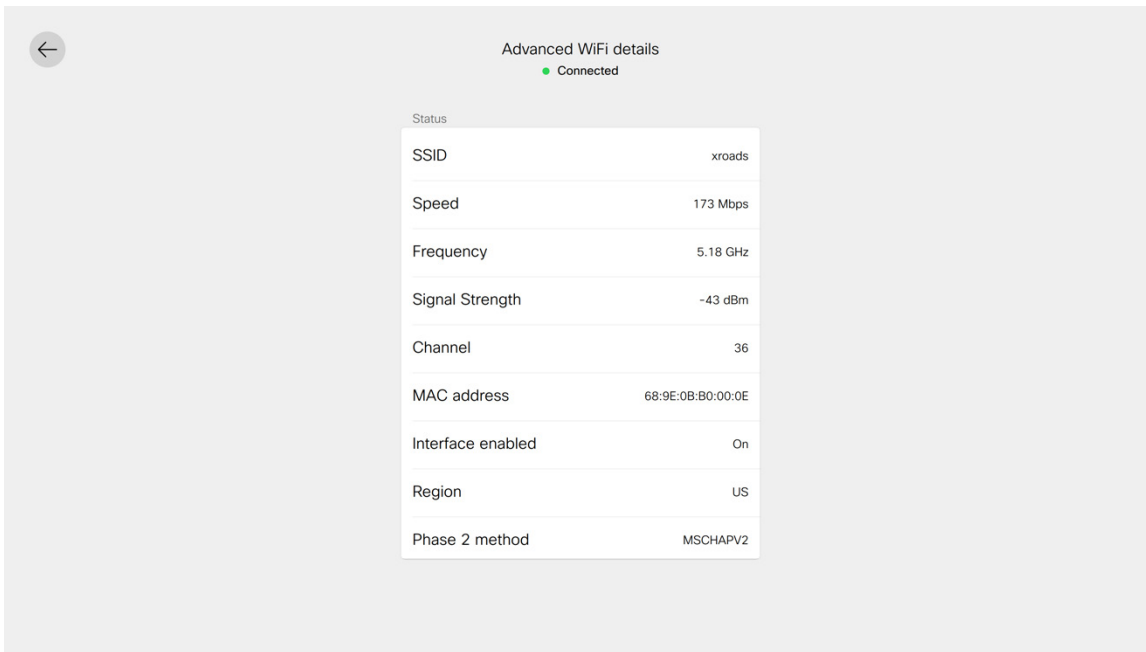 Advanced WiFi details
Connected
Status
SSID xroads
Speed 173 Mbps
Frequency 5.18 GHz
Signal Strength -43 dBm
Channel 36
MAC address 68:9E:0B:B0:00:0E
Interface enabled On
Region US
Phase 2 method MSCHAPV2